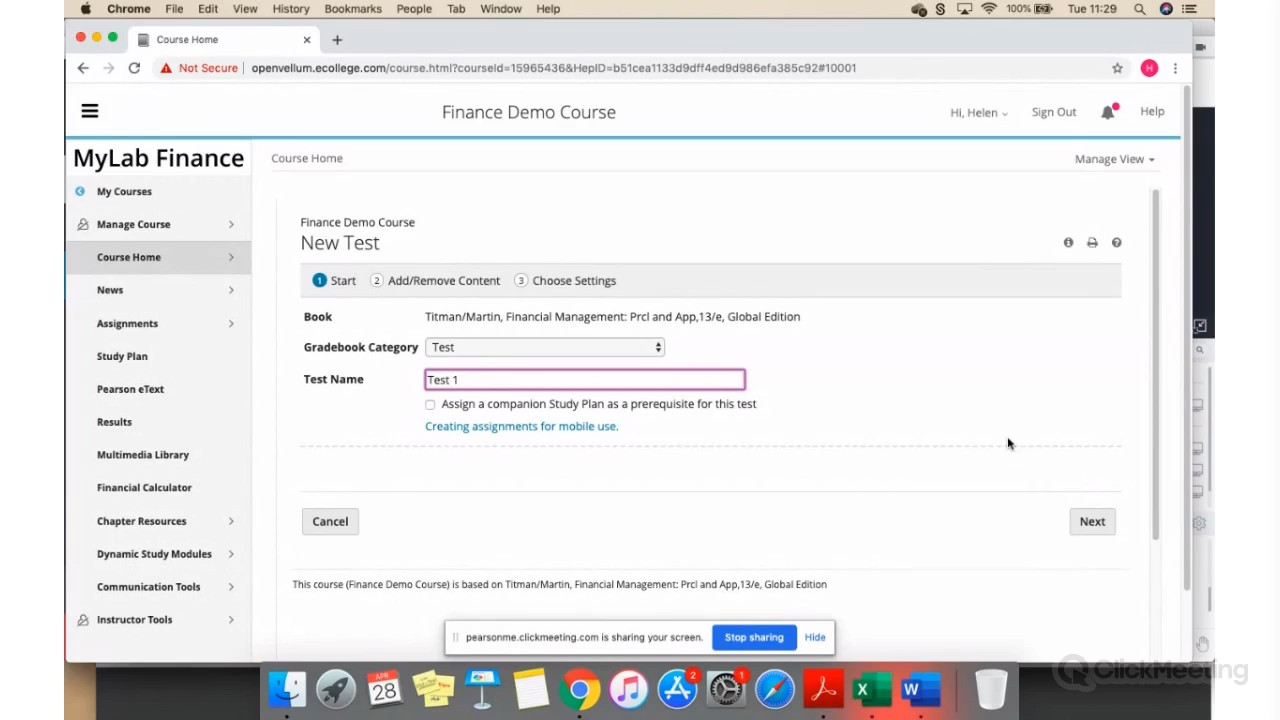 Chrome File Edit View History Bookmarks People Tab Window Help 100% Tue 11:29
Course Home
Not Secure openvellum.ecollege.com/course.html?courseId=15965436&HepID=b51cea1133d9dff4ed9d986efa385c92#10001 H
Finance Demo Course Hi, Helen Sign Out Help
MyLab Finance Course Home Manage View
My Courses
Manage Course
Course Home
News
Assignments
Study Plan
Pearson eText
Results
Multimedia Library
Financial Calculator
Chapter Resources
Dynamic Study Modules
Communication Tools
Instructor Tools
Finance Demo Course
New Test
1 Start 2 Add/Remove Content 3 Choose Settings
Book Titman/Martin, Financial Management: Prcl and App,13/e, Global Edition
Gradebook Category Test
Test Name Test 1
Assign a companion Study Plan as a prerequisite for this test
Creating assignments for mobile use.
Cancel Next
This course (Finance Demo Course) is based on Titman/Martin, Financial Management: Prcl and App,13/e, Global Edition
pearsonme.clickmeeting.com is sharing your screen. Stop sharing Hide
APR
28
2
1
X
W
ClickMeeting